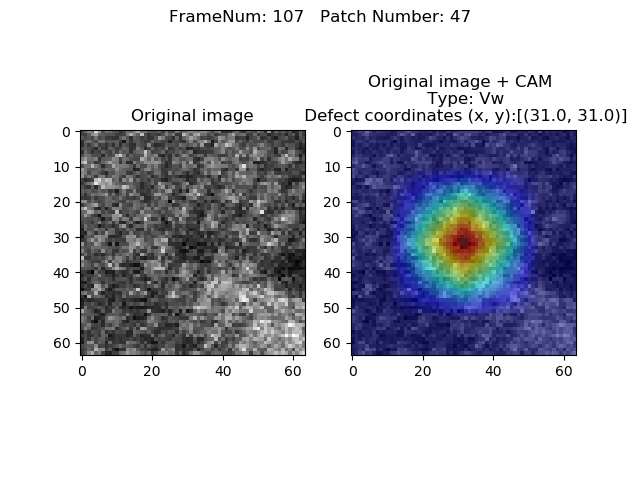 FrameNum: 107   Patch Number: 47
Original image
Original image + CAM
Type: Vw
Defect coordinates (x, y):[(31.0, 31.0)]
0
10
20
30
40
50
60
0 20 40 60
0
10
20
30
40
50
60
0 20 40 60